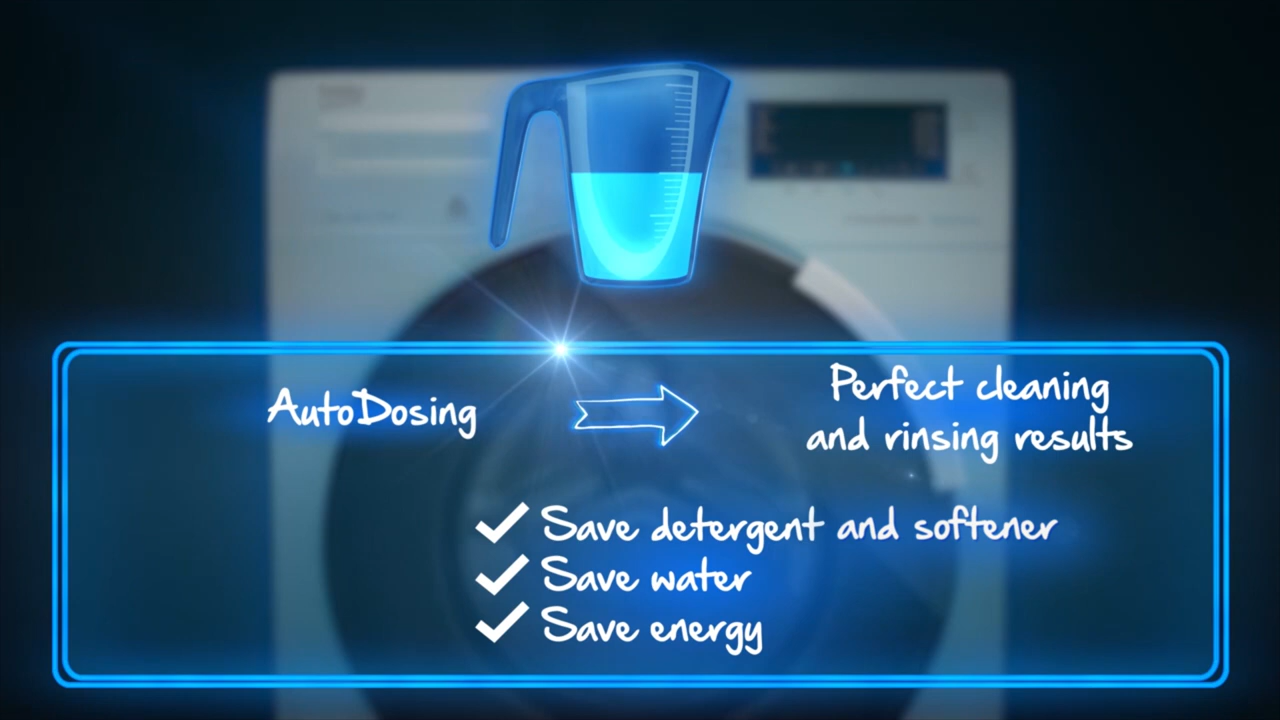 AutoDosing
Perfect cleaning
and rinsing results
Save detergent and softener
Save water
Save energy